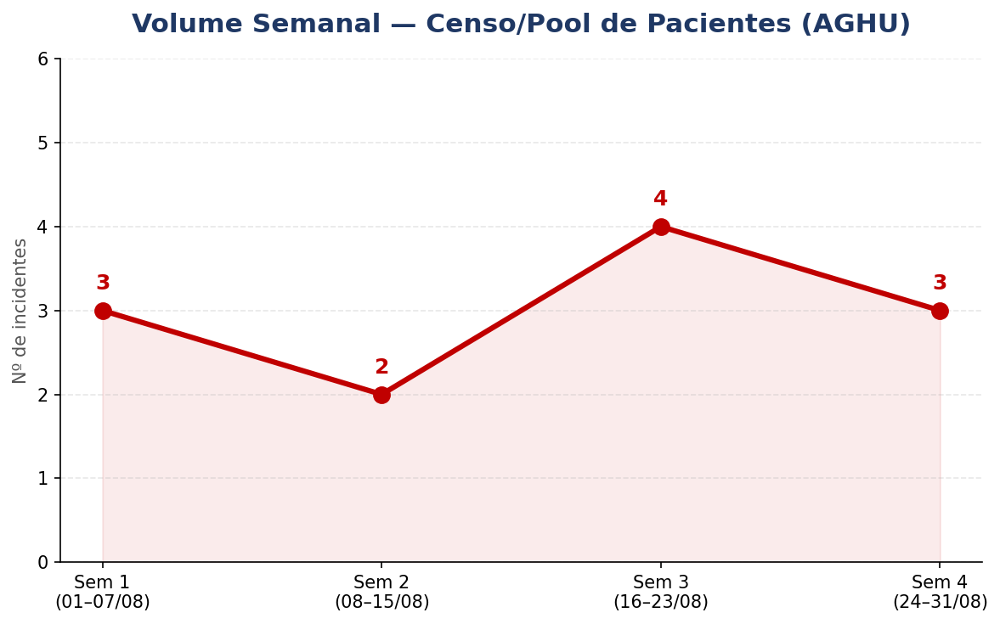 Volume Semanal — Censo/Pool de Pacientes (AGHU)
Nº de incidentes
6
5
4
3
2
1
0
3
2
4
3
Sem 1
(01–07/08)
Sem 2
(08–15/08)
Sem 3
(16–23/08)
Sem 4
(24–31/08)